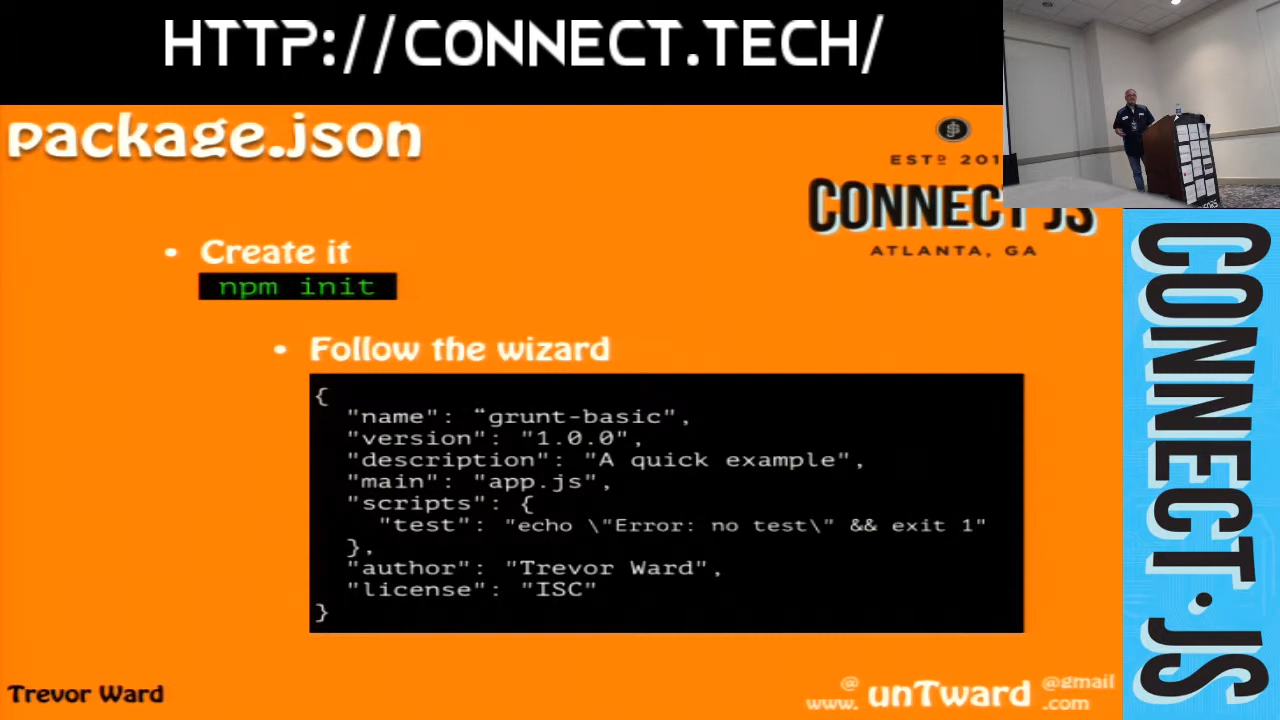 HTTP://CONNECT.TECH/
package.json
ESTD 201
CONNECT JS
ATLANTA, GA
• Create it
npm init
• Follow the wizard
{
"name": “grunt-basic",
"version": "1.0.0",
"description": "A quick example",
"main": "app.js",
"scripts": {
"test": "echo \"Error: no test\" && exit 1"
},
"author": "Trevor Ward",
"license": "ISC"
}
Trevor Ward
@ unTward @gmail
www. .com
CONNECT·JS